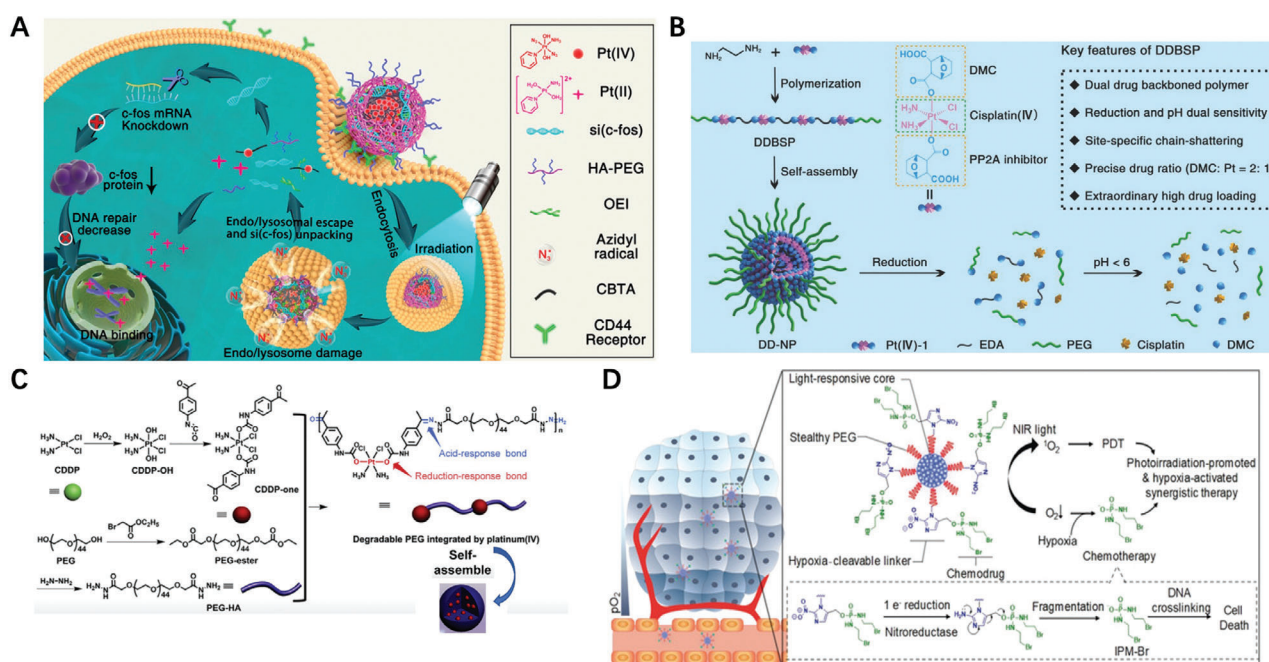 A
c-fos mRNA
Knockdown
c-fos
protein
DNA repair
decrease
DNA binding
Endo/lysosomal escape
and si(c-fos) unpacking
Endo/lysosome damage
Endocytosis
Irradiation
Pt(IV)
Pt(II)
si(c-fos)
HA-PEG
OEI
Azidyl
radical
CBTA
CD44
Receptor
B
Polymerization
DDBSP
Self-assembly
DD-NP
HOOC
DMC
Cisplatin(IV)
PP2A inhibitor
COOH
Key features of DDBSP
◆ Dual drug backboned polymer
◆ Reduction and pH dual sensitivity
◆ Site-specific chain-shattering
◆ Precise drug ratio (DMC: Pt = 2: 1
◆ Extraordinary high drug loading
Reduction
pH < 6
Pt(IV)-1
EDA
PEG
Cisplatin
DMC
C
H₂O₂
CDDP
CDDP-OH
CDDP-one
Acid-response bond
Reduction-response bond
Degradable PEG integrated by platinum(IV)
Self-
assemble
PEG
PEG-ester
H₂N-NH₂
PEG-HA
D
pO₂
Light-responsive core
Stealthy PEG
Hypoxia-cleavable linker
Chemodrug
NIR light
¹O₂
PDT
Photoirradiation-promoted
& hypoxia-activated
synergistic therapy
O₂↓
Hypoxia
Chemotherapy
1 e⁻ reduction
Nitroreductase
Fragmentation
IPM-Br
DNA
crosslinking
Cell
Death